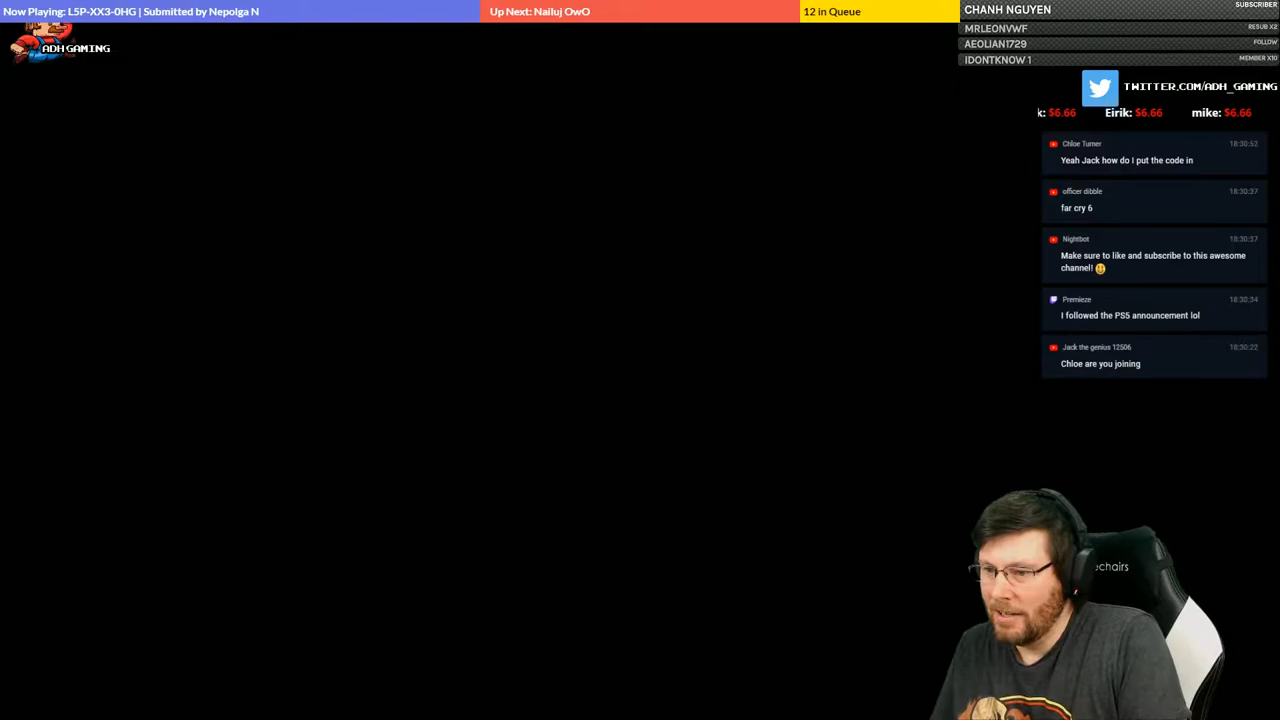 Now Playing: L5P-XX3-0HG | Submitted by Nepolga N
Up Next: Nailuj OwO
12 in Queue
CHANH NGUYEN SUBSCRIBER
MRLEONVWF RESUB X2
AEOLIAN1729 FOLLOW
IDONTKNOW 1 MEMBER X10
ADH GAMING
TWITTER.COM/ADH_GAMING
k: $6.66 Eirik: $6.66 mike: $6.66
Chloe Turner 18:30:52
Yeah Jack how do I put the code in
officer dibble 18:30:37
far cry 6
Nightbot 18:30:37
Make sure to like and subscribe to this awesome
channel! 😃
Premieze 18:30:34
I followed the PS5 announcement lol
Jack the genius 12506 18:30:22
Chloe are you joining
echairs